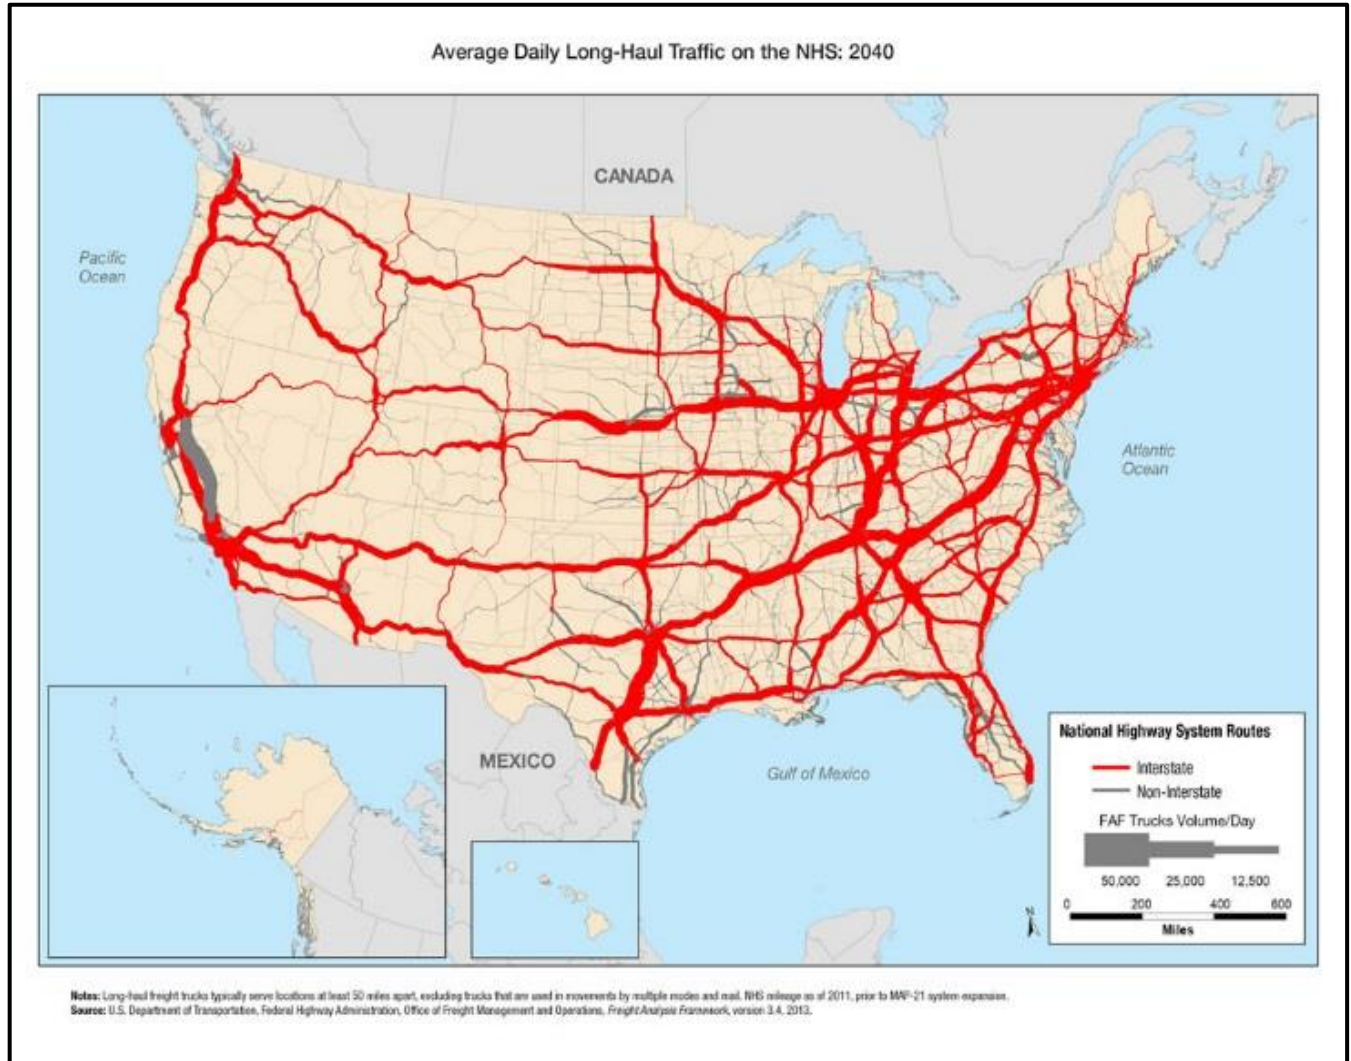 Average Daily Long-Haul Traffic on the NHS: 2040
CANADA
Pacific
Ocean
Atlantic
Ocean
MEXICO
Gulf of Mexico
National Highway System Routes
Interstate
Non-Interstate
FAF Trucks Volume/Day
50,000 25,000 12,500
0 200 400 600
Miles
N
Notes: Long-haul freight trucks typically serve locations at least 50 miles apart, excluding trucks that are used in movements by multiple modes and mail. NHS mileage as of 2011, prior to MAP-21 system expansion.
Source: U.S. Department of Transportation, Federal Highway Administration, Office of Freight Management and Operations, Freight Analysis Framework, version 3.4, 2013.